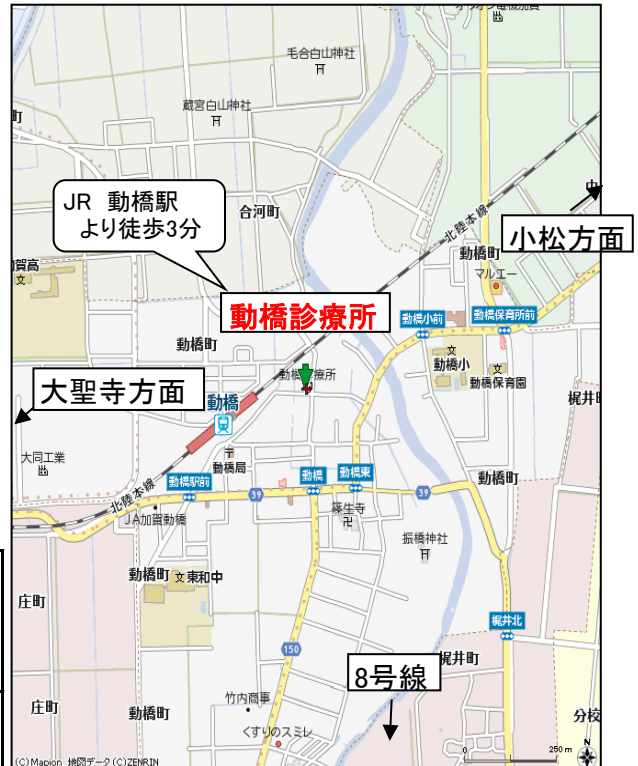 毛合白山神社
蔵宮白山神社
合河町
JR 動橋駅
より徒歩3分
北陸本線
小松方面
動橋町
マルエー
動橋診療所
動橋小前
動橋保育所前
加賀高
動橋町
動橋小
動橋保育園
大聖寺方面
動橋
梶井町
大同工業
動橋局
動橋駅前
39
動橋
動橋東
39
動橋町
北陸本線
JA加賀動橋
篠生寺
振橋神社
動橋町
東和中
庄町
梶井北
150
梶井町
8号線
庄町
動橋町
竹内商事
くすりのスミレ
分校
0
250 m
(C)Mapion 地図データ(C)ZENRIN